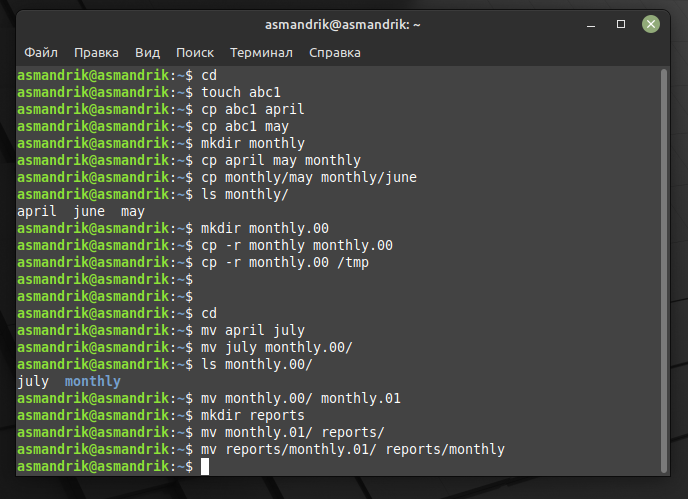 asmandrik@asmandrik: ~
Файл Правка Вид Поиск Терминал Справка
asmandrik@asmandrik:~$ cd
asmandrik@asmandrik:~$ touch abc1
asmandrik@asmandrik:~$ cp abc1 april
asmandrik@asmandrik:~$ cp abc1 may
asmandrik@asmandrik:~$ mkdir monthly
asmandrik@asmandrik:~$ cp april may monthly
asmandrik@asmandrik:~$ cp monthly/may monthly/june
asmandrik@asmandrik:~$ ls monthly/
april  june  may
asmandrik@asmandrik:~$ mkdir monthly.00
asmandrik@asmandrik:~$ cp -r monthly monthly.00
asmandrik@asmandrik:~$ cp -r monthly.00 /tmp
asmandrik@asmandrik:~$
asmandrik@asmandrik:~$
asmandrik@asmandrik:~$ cd
asmandrik@asmandrik:~$ mv april july
asmandrik@asmandrik:~$ mv july monthly.00/
asmandrik@asmandrik:~$ ls monthly.00/
july  monthly
asmandrik@asmandrik:~$ mv monthly.00/ monthly.01
asmandrik@asmandrik:~$ mkdir reports
asmandrik@asmandrik:~$ mv monthly.01/ reports/
asmandrik@asmandrik:~$ mv reports/monthly.01/ reports/monthly
asmandrik@asmandrik:~$